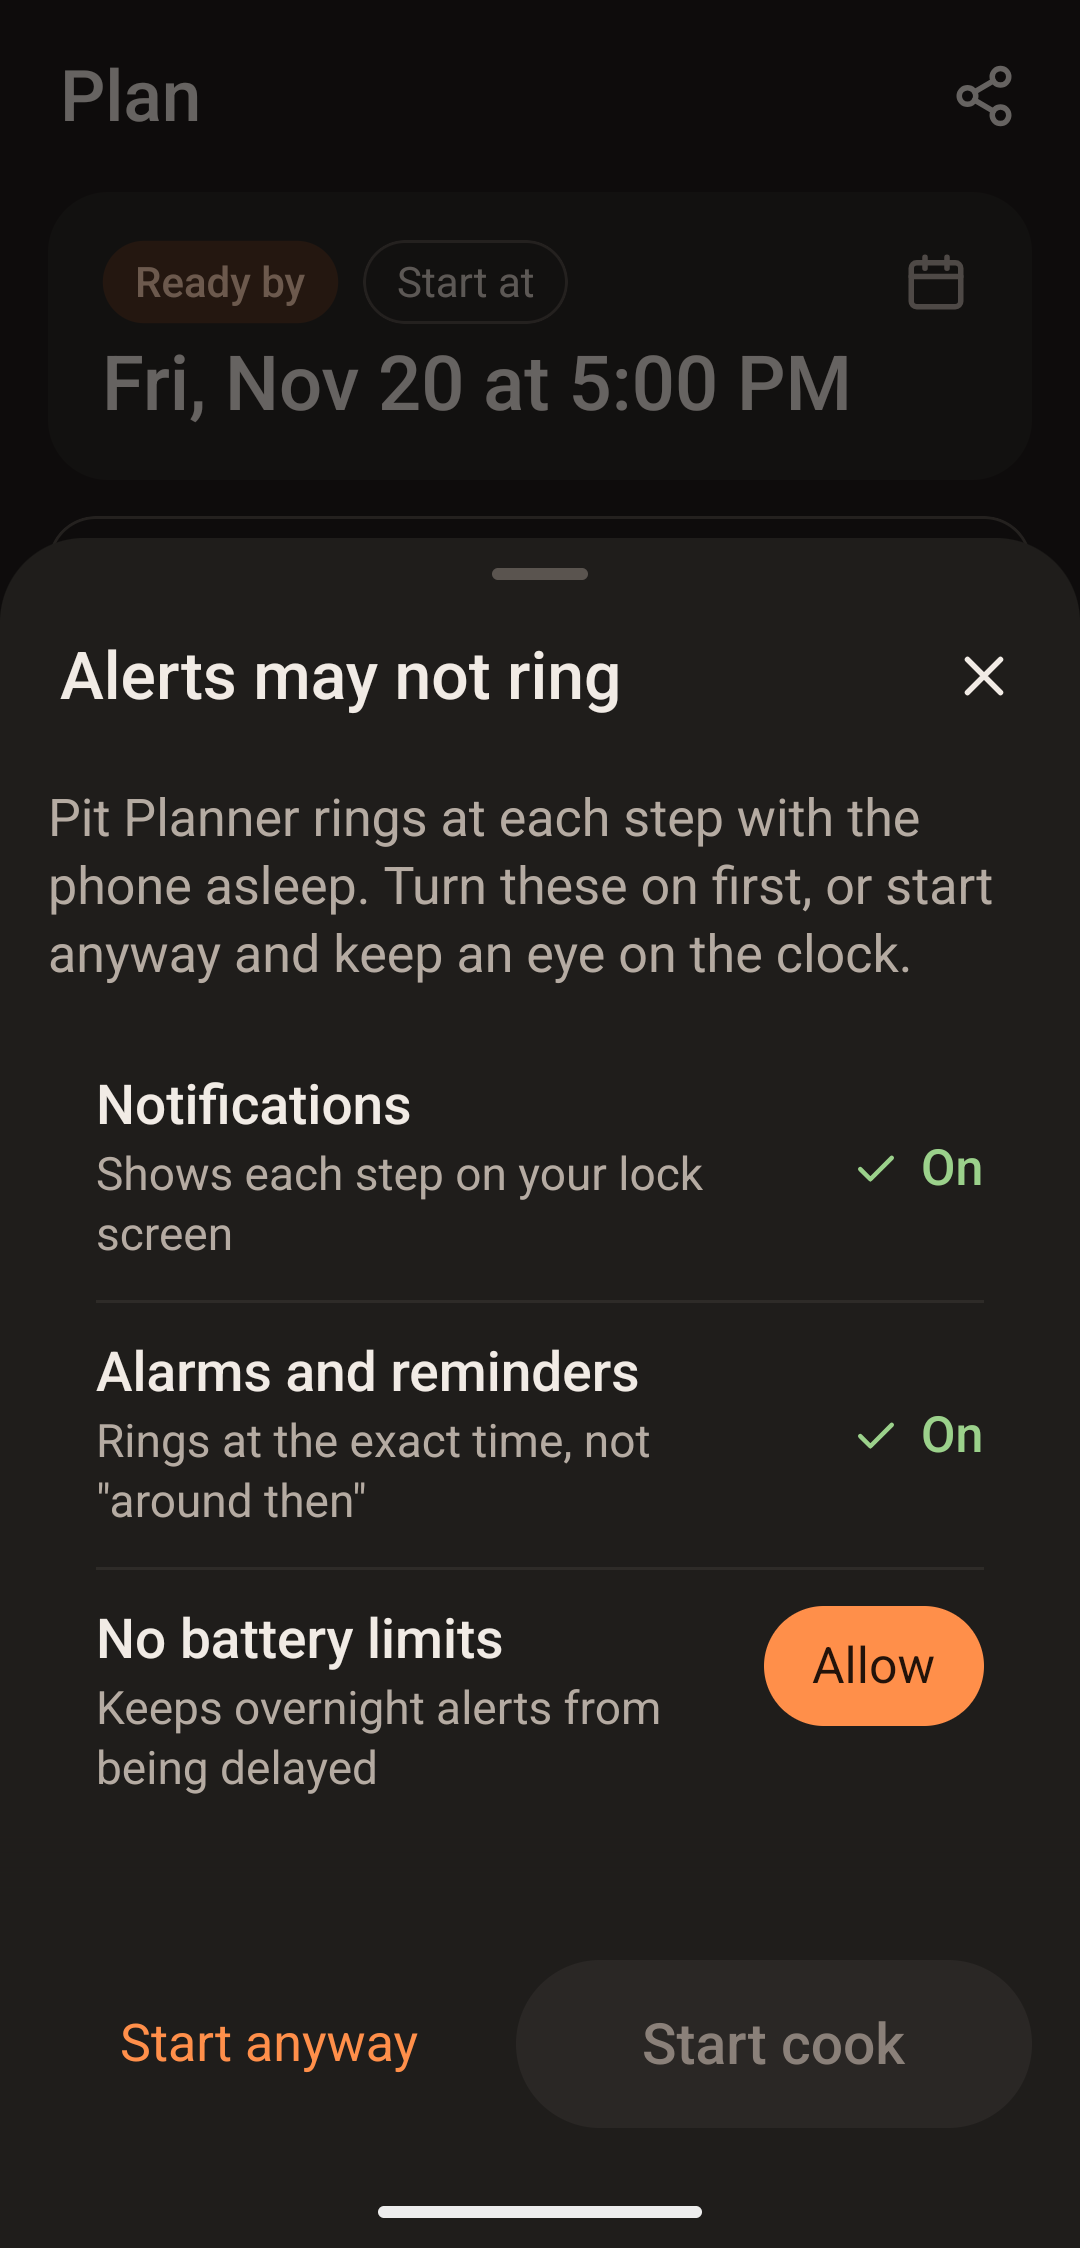 Plan
Ready by
Start at
Fri, Nov 20 at 5:00 PM
Alerts may not ring
Pit Planner rings at each step with the
phone asleep. Turn these on first, or start
anyway and keep an eye on the clock.
Notifications
Shows each step on your lock
screen
On
Alarms and reminders
Rings at the exact time, not
"around then"
On
No battery limits
Keeps overnight alerts from
being delayed
Allow
Start anyway
Start cook